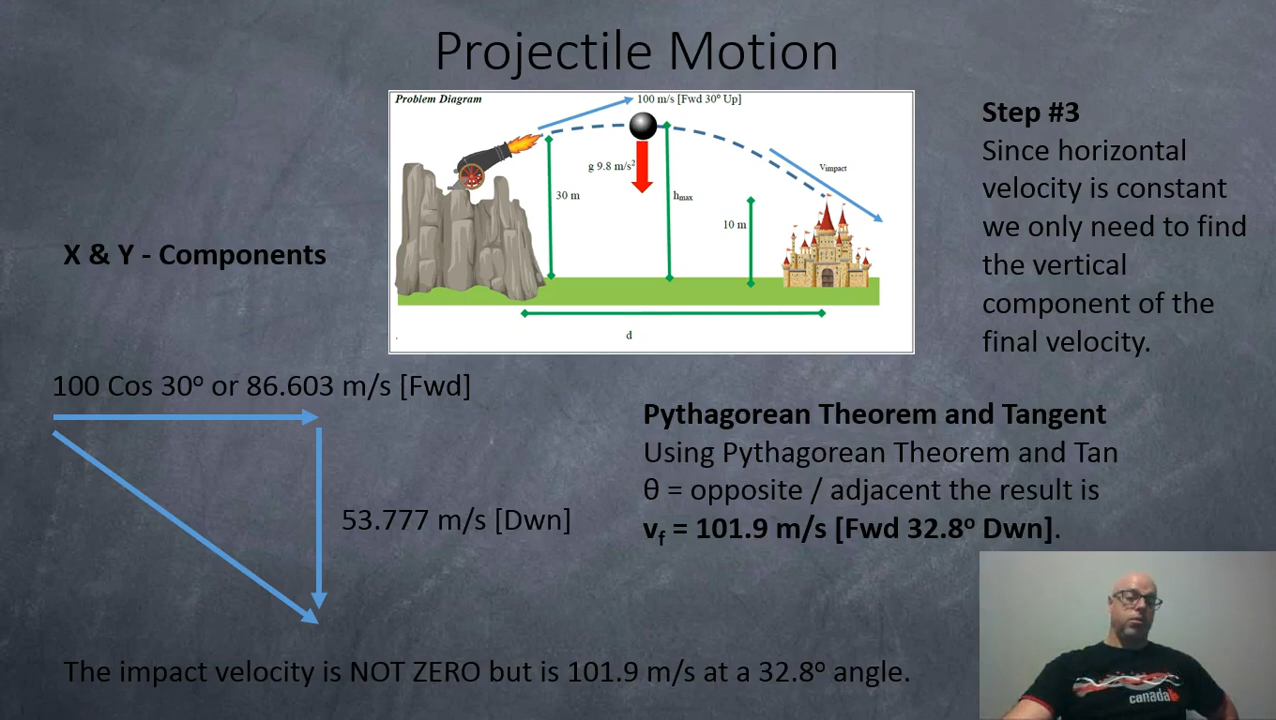 Projectile Motion
Problem Diagram
100 m/s [Fwd 30⁰ Up]
g 9.8 m/s²
30 m
hmax
10 m
Vimpact
d
Step #3
Since horizontal
velocity is constant
we only need to find
the vertical
component of the
final velocity.
X & Y - Components
100 Cos 30º or 86.603 m/s [Fwd]
53.777 m/s [Dwn]
Pythagorean Theorem and Tangent
Using Pythagorean Theorem and Tan
θ = opposite / adjacent the result is
vf = 101.9 m/s [Fwd 32.8º Dwn].
The impact velocity is NOT ZERO but is 101.9 m/s at a 32.8º angle.
canada